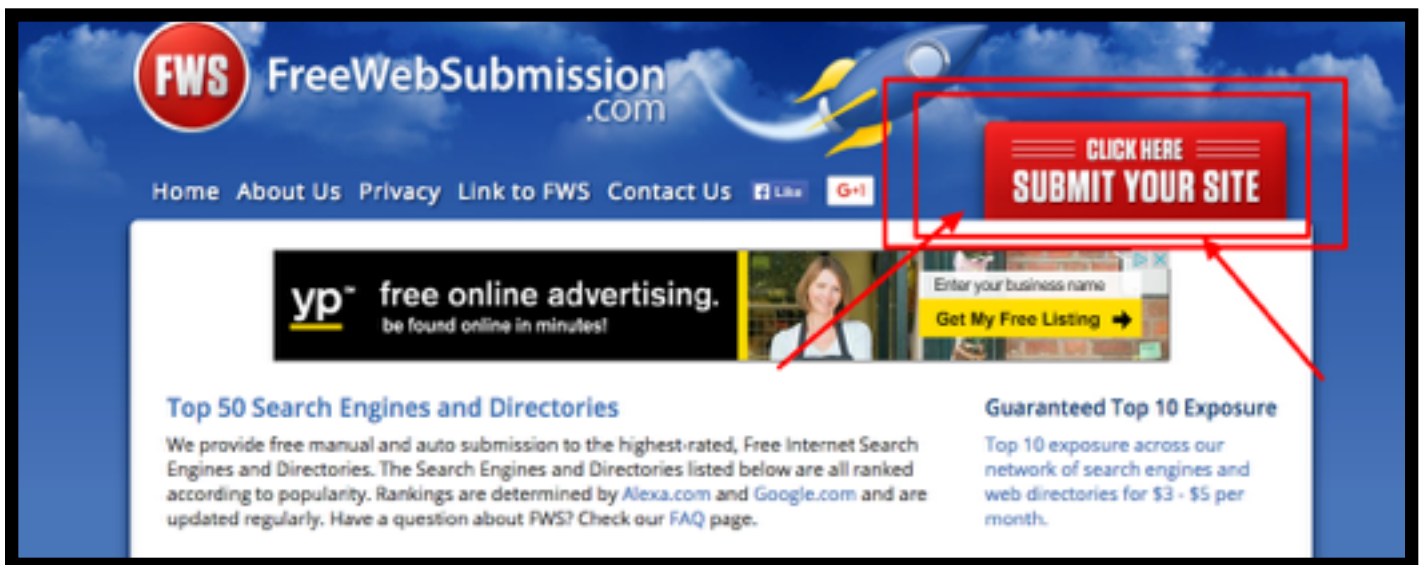 FWS FreeWebSubmission
.com
CLICK HERE
SUBMIT YOUR SITE
Home About Us Privacy Link to FWS Contact Us Like G+1
yp™ free online advertising.
be found online in minutes!
Enter your business name
Get My Free Listing
Top 50 Search Engines and Directories
We provide free manual and auto submission to the highest-rated, Free Internet Search
Engines and Directories. The Search Engines and Directories listed below are all ranked
according to popularity. Rankings are determined by Alexa.com and Google.com and are
updated regularly. Have a question about FWS? Check our FAQ page.
Guaranteed Top 10 Exposure
Top 10 exposure across our
network of search engines and
web directories for $3 - $5 per
month.